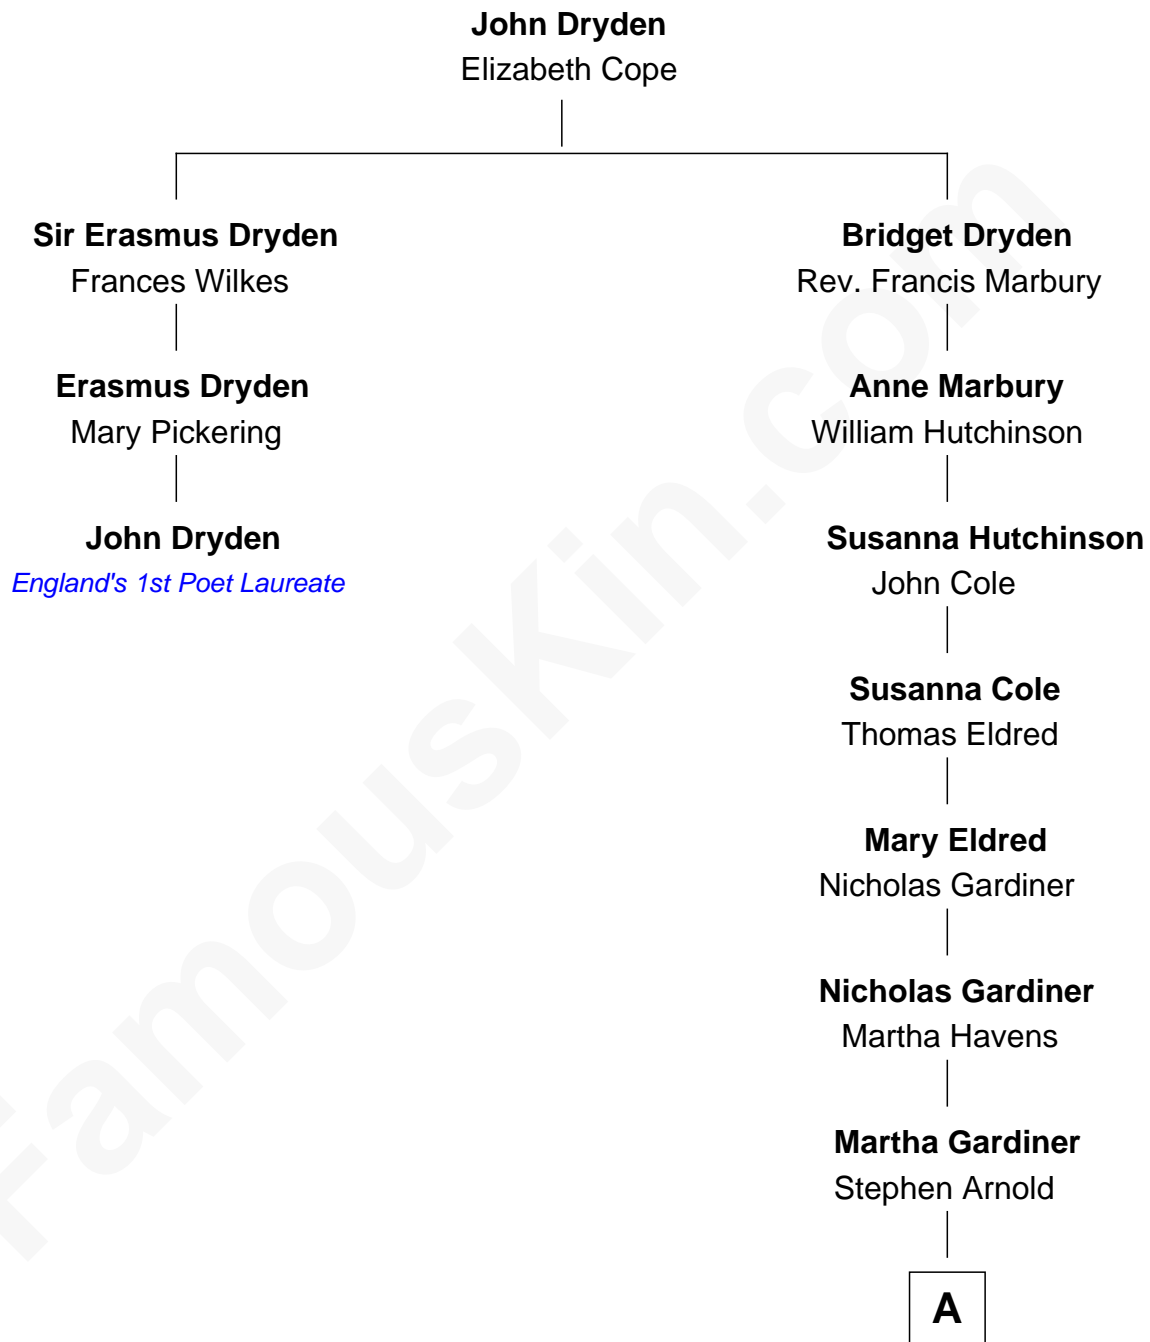 John Dryden
Elizabeth Cope
Sir Erasmus Dryden
Frances Wilkes
Bridget Dryden
Rev. Francis Marbury
Erasmus Dryden
Mary Pickering
Anne Marbury
William Hutchinson
John Dryden
England's 1st Poet Laureate
Susanna Hutchinson
John Cole
Susanna Cole
Thomas Eldred
Mary Eldred
Nicholas Gardiner
Nicholas Gardiner
Martha Havens
Martha Gardiner
Stephen Arnold
A
FamousKin.com